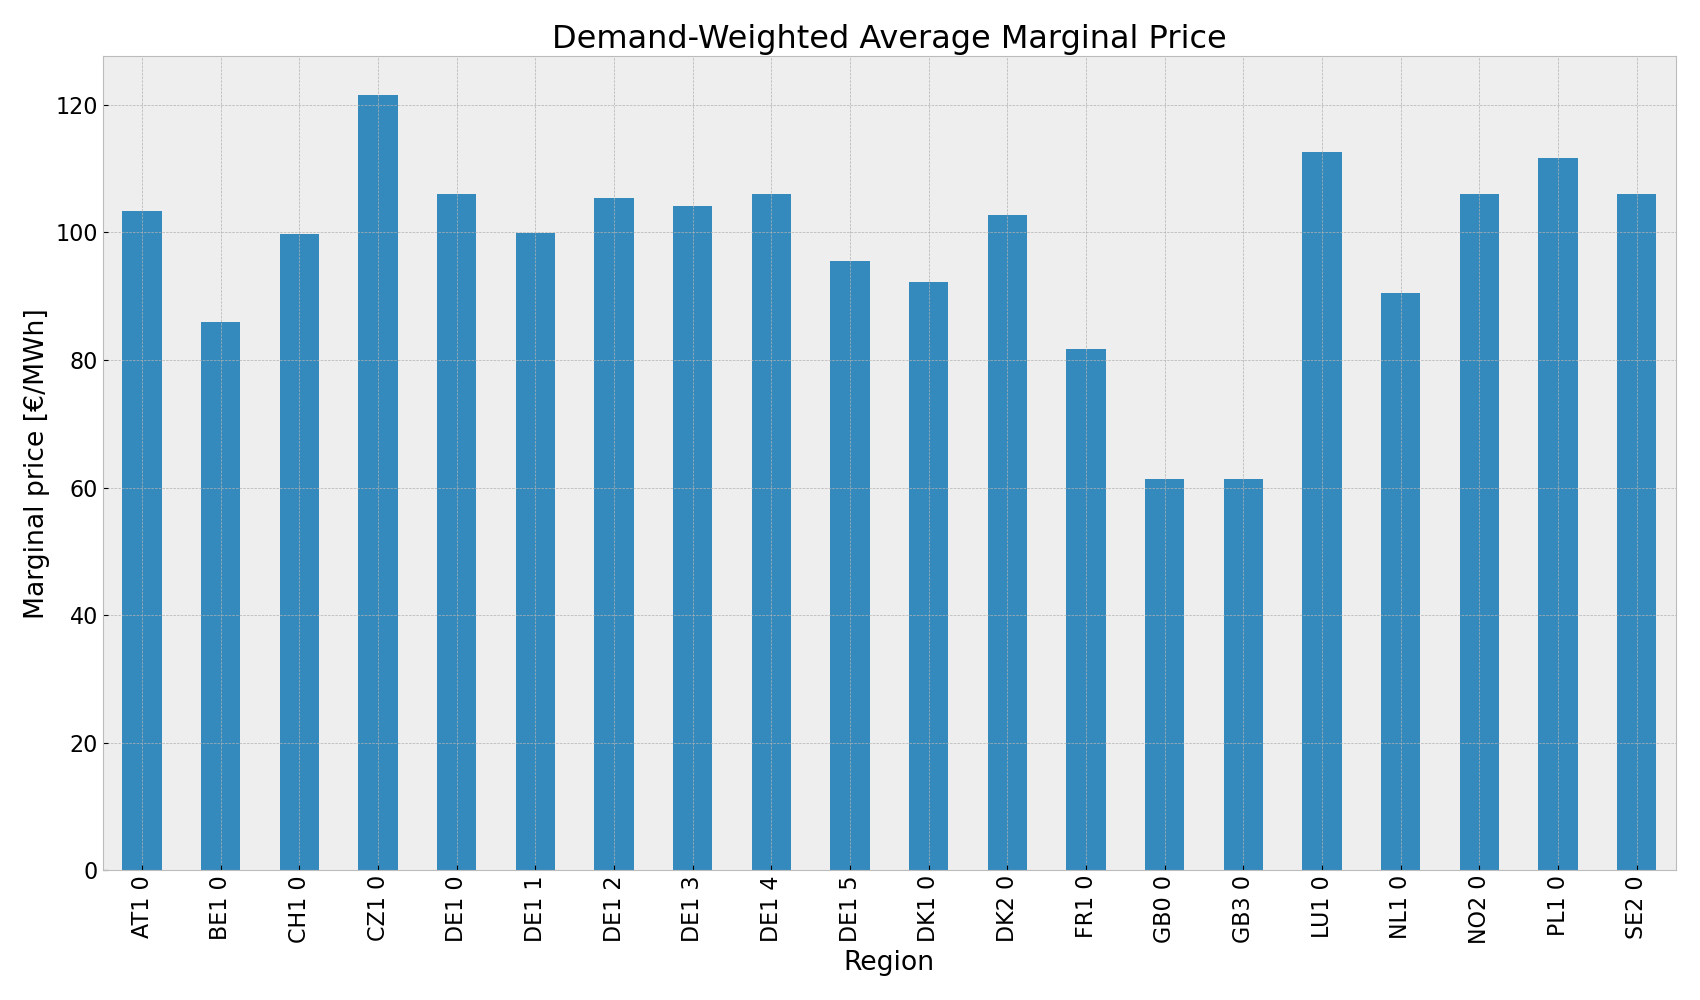 Demand-Weighted Average Marginal Price
Marginal price [€/MWh]
120
100
80
60
40
20
0
AT1 0
BE1 0
CH1 0
CZ1 0
DE1 0
DE1 1
DE1 2
DE1 3
DE1 4
DE1 5
DK1 0
DK2 0
FR1 0
GB0 0
GB3 0
LU1 0
NL1 0
NO2 0
PL1 0
SE2 0
Region